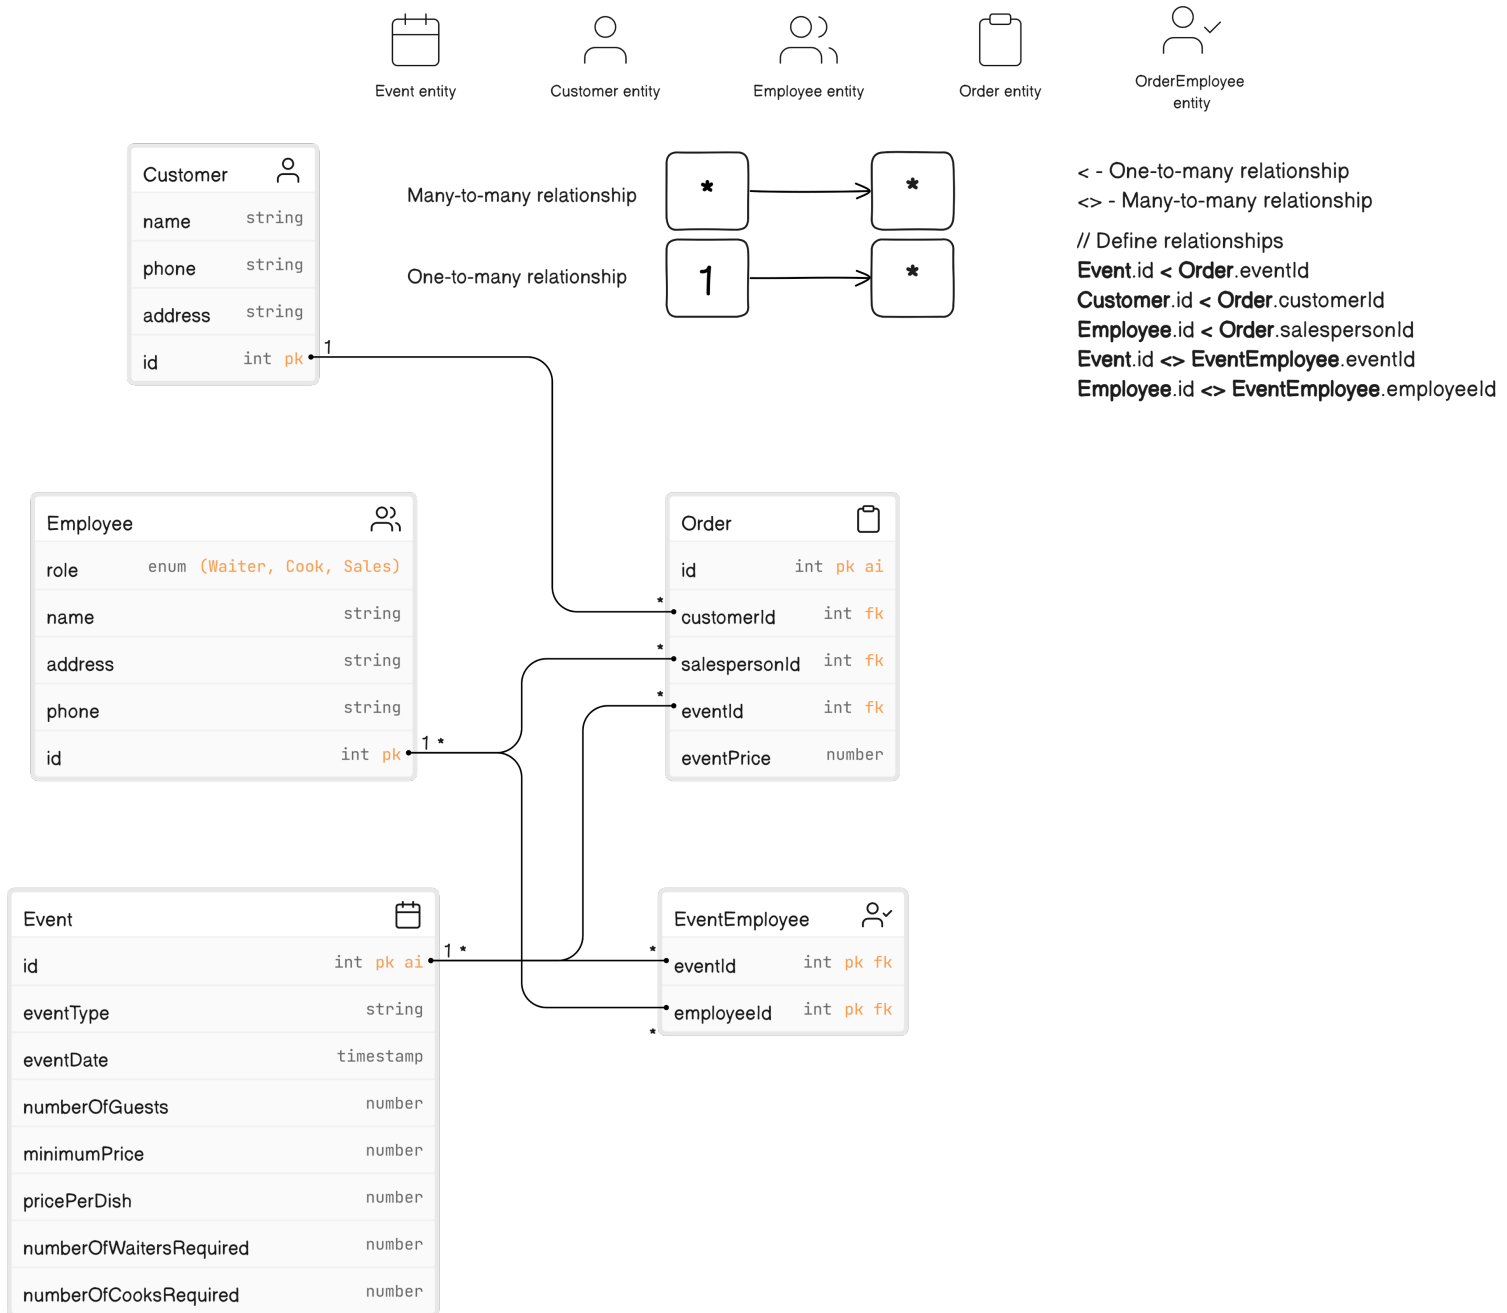 Event entity
Customer entity
Employee entity
Order entity
OrderEmployee
entity
Customer
name string
phone string
address string
id int pk
1
Many-to-many relationship
* *
One-to-many relationship
1 *
< - One-to-many relationship
<> - Many-to-many relationship
// Define relationships
Event.id < Order.eventId
Customer.id < Order.customerId
Employee.id < Order.salespersonId
Event.id <> EventEmployee.eventId
Employee.id <> EventEmployee.employeeId
Employee
role enum (Waiter, Cook, Sales)
name string
address string
phone string
id int pk
1 *
Order
id int pk ai
* customerId int fk
* salespersonId int fk
* eventId int fk
eventPrice number
Event
id int pk ai
1 *
eventType string
eventDate timestamp
numberOfGuests number
minimumPrice number
pricePerDish number
numberOfWaitersRequired number
numberOfCooksRequired number
EventEmployee
* eventId int pk fk
* employeeId int pk fk